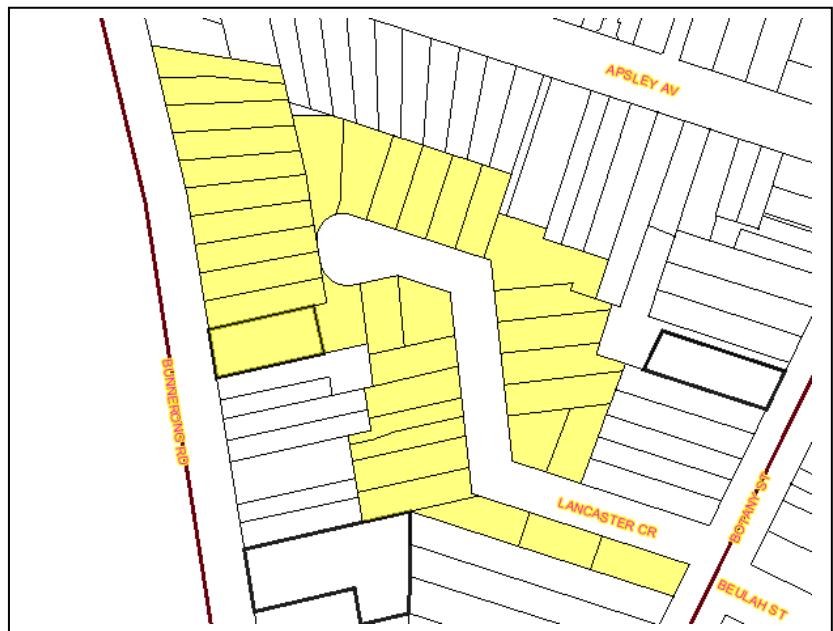 APSLEY AV
BUNNERONG RD
LANCASTER CR
BOTANY ST
BEULAH ST